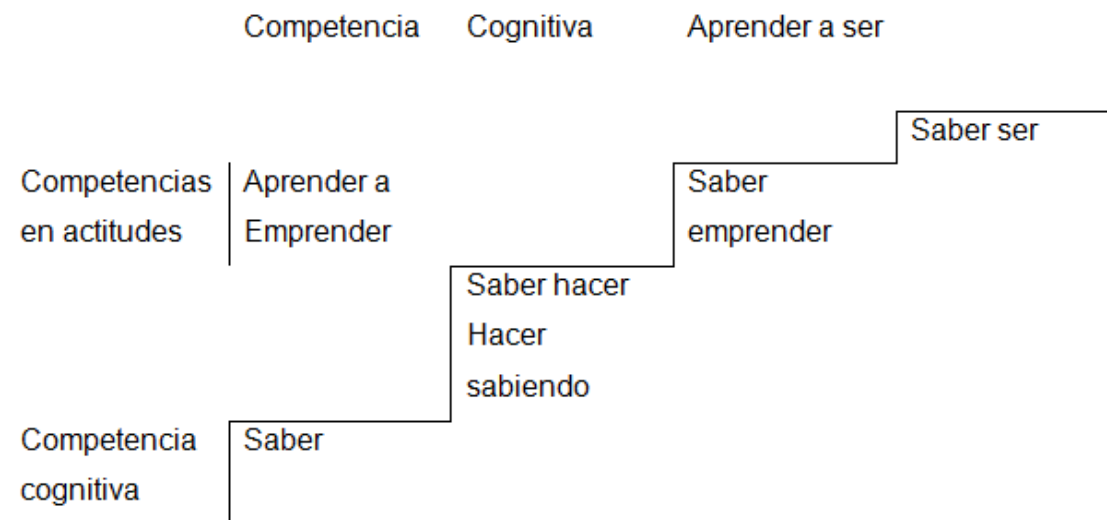 Competencia Cognitiva Aprender a ser
Saber ser
Competencias Aprender a Saber
en actitudes Emprender emprender
Saber hacer
Hacer
sabiendo
Competencia Saber
cognitiva